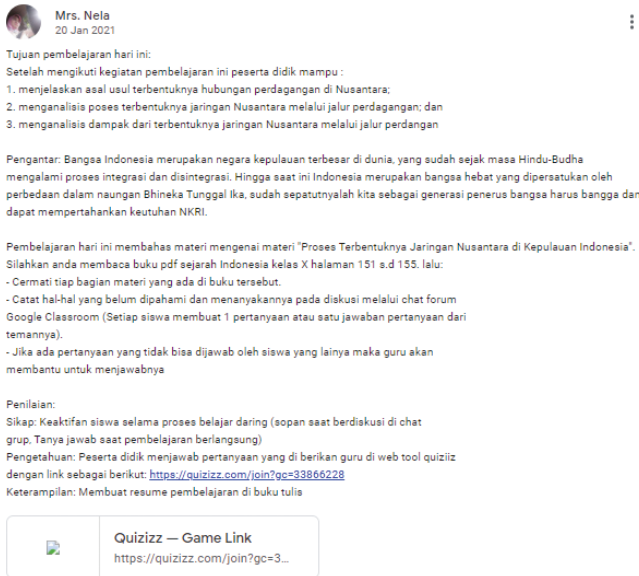 Mrs. Nela
20 Jan 2021
Tujuan pembelajaran hari ini:
Setelah mengikuti kegiatan pembelajaran ini peserta didik mampu :
1. menjelaskan asal usul terbentuknya hubungan perdagangan di Nusantara;
2. menganalisis poses terbentuknya jaringan Nusantara melalui jalur perdagangan; dan
3. menganalisis dampak dari terbentuknya jaringan Nusantara melalui jalur perdangan
Pengantar: Bangsa Indonesia merupakan negara kepulauan terbesar di dunia, yang sudah sejak masa Hindu-Budha
mengalami proses integrasi dan disintegrasi. Hingga saat ini Indonesia merupakan bangsa hebat yang dipersatukan oleh
perbedaan dalam naungan Bhineka Tunggal Ika, sudah sepatutnyalah kita sebagai generasi penerus bangsa harus bangga dan
dapat mempertahankan keutuhan NKRI.
Pembelajaran hari ini membahas materi mengenai materi "Proses Terbentuknya Jaringan Nusantara di Kepulauan Indonesia".
Silahkan anda membaca buku pdf sejarah Indonesia kelas X halaman 151 s.d 155. lalu:
- Cermati tiap bagian materi yang ada di buku tersebut.
- Catat hal-hal yang belum dipahami dan menanyakannya pada diskusi melalui chat forum
Google Classroom (Setiap siswa membuat 1 pertanyaan atau satu jawaban pertanyaan dari
temannya).
- Jika ada pertanyaan yang tidak bisa dijawab oleh siswa yang lainya maka guru akan
membantu untuk menjawabnya
Penilaian:
Sikap: Keaktifan siswa selama proses belajar daring (sopan saat berdiskusi di chat
grup, Tanya jawab saat pembelajaran berlangsung)
Pengetahuan: Peserta didik menjawab pertanyaan yang di berikan guru di web tool quiziiz
dengan link sebagai berikut: https://quizizz.com/join?gc=33866228
Keterampilan: Membuat resume pembelajaran di buku tulis
Quizizz — Game Link
https://quizizz.com/join?gc=3...